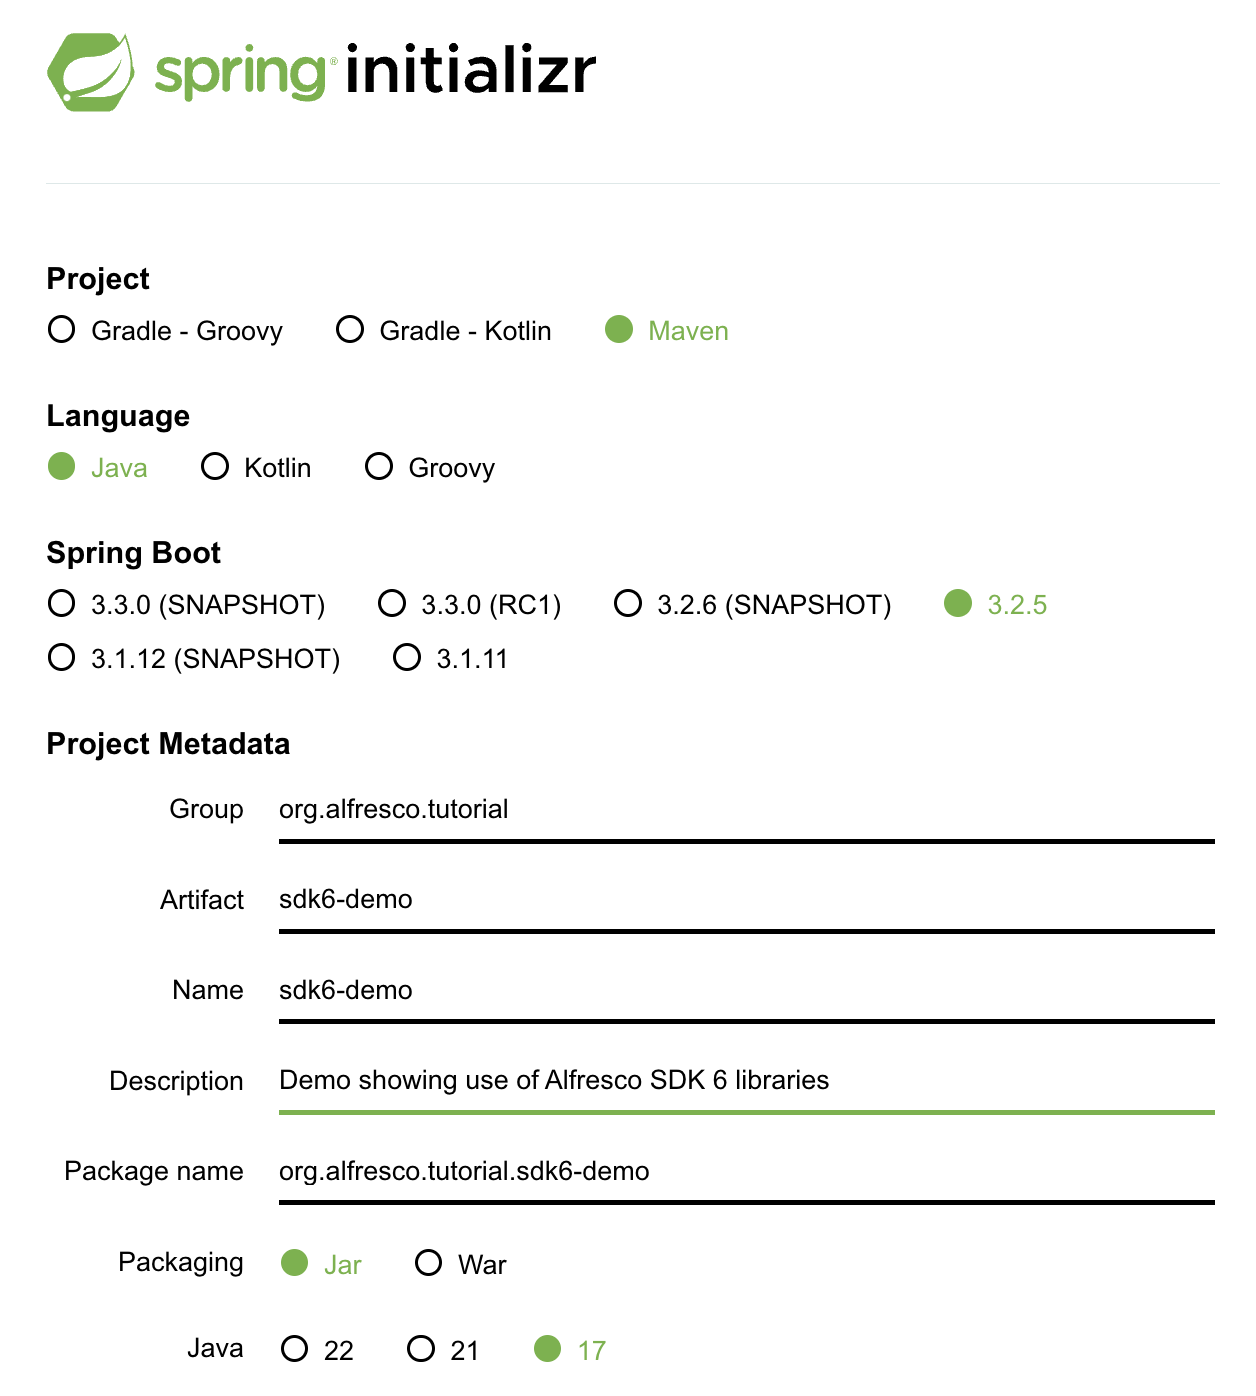 spring® initializr
Project
Gradle - Groovy Gradle - Kotlin Maven
Language
Java Kotlin Groovy
Spring Boot
3.3.0 (SNAPSHOT) 3.3.0 (RC1) 3.2.6 (SNAPSHOT) 3.2.5
3.1.12 (SNAPSHOT) 3.1.11
Project Metadata
Group org.alfresco.tutorial
Artifact sdk6-demo
Name sdk6-demo
Description Demo showing use of Alfresco SDK 6 libraries
Package name org.alfresco.tutorial.sdk6-demo
Packaging Jar War
Java 22 21 17